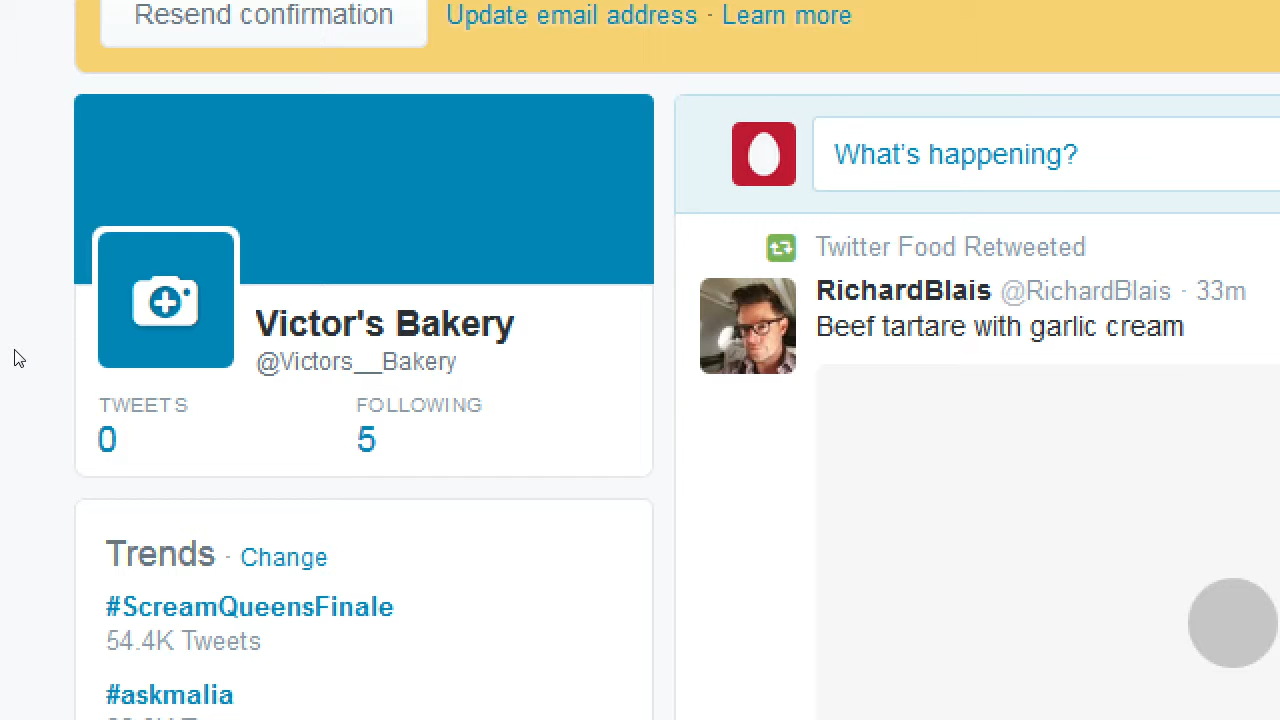 Resend confirmation
Update email address · Learn more
What's happening?
Twitter Food Retweeted
RichardBlais @RichardBlais · 33m
Beef tartare with garlic cream
Victor's Bakery
@Victors__Bakery
TWEETS FOLLOWING
0 5
Trends · Change
#ScreamQueensFinale
54.4K Tweets
#askmalia